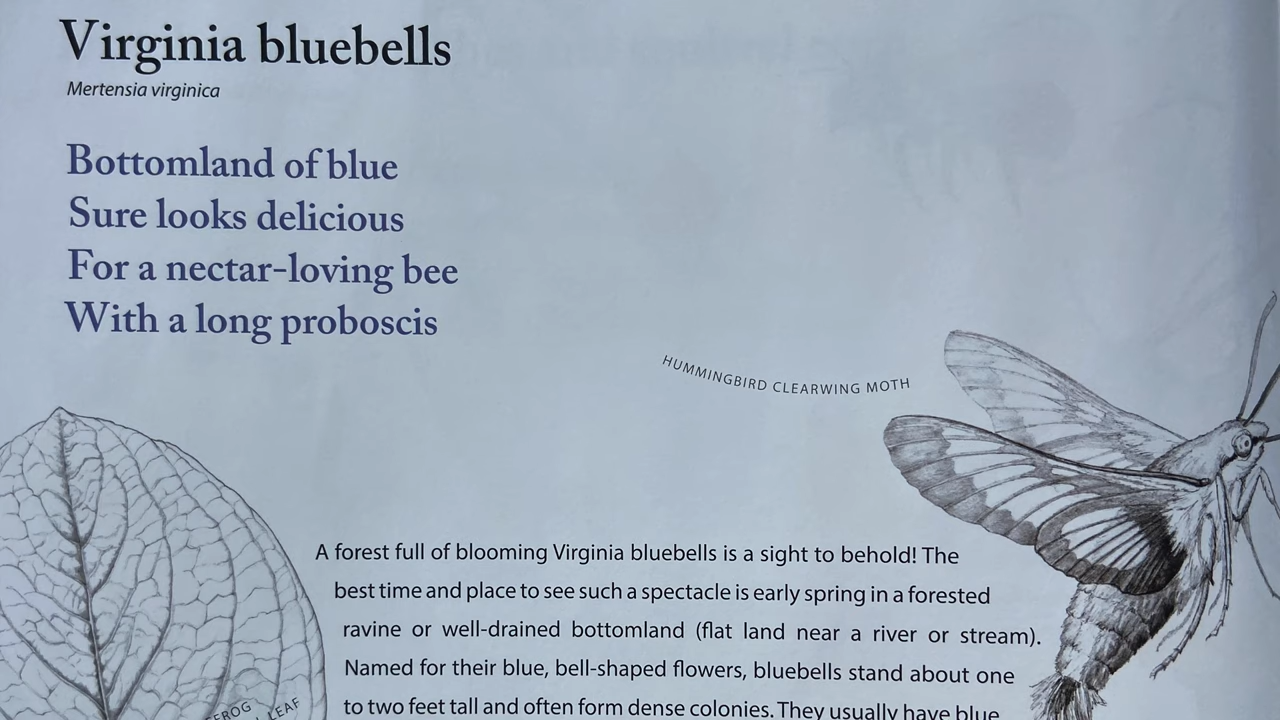 Virginia bluebells
Mertensia virginica
Bottomland of blue
Sure looks delicious
For a nectar-loving bee
With a long proboscis
HUMMINGBIRD CLEARWING MOTH
A forest full of blooming Virginia bluebells is a sight to behold! The
best time and place to see such a spectacle is early spring in a forested
ravine or well-drained bottomland (flat land near a river or stream).
Named for their blue, bell-shaped flowers, bluebells stand about one
to two feet tall and often form dense colonies. They usually have blue
LEAF